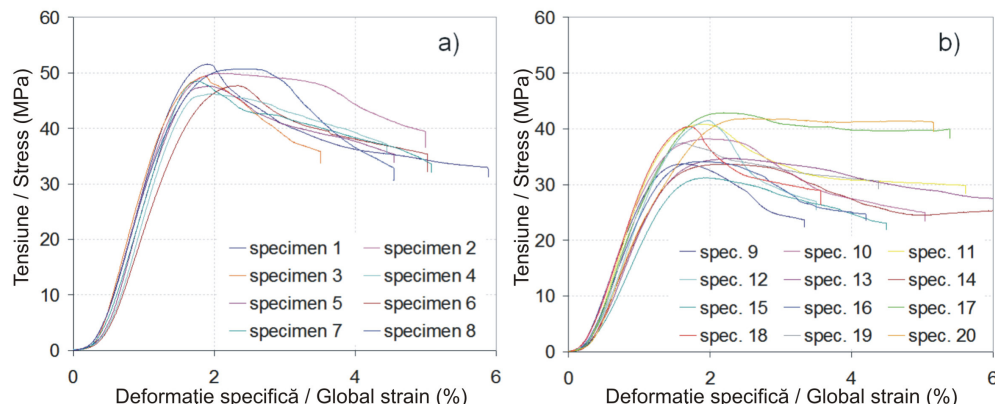 a)
Tensiune / Stress (MPa)
60
50
40
30
20
10
0
specimen 1 specimen 2
specimen 3 specimen 4
specimen 5 specimen 6
specimen 7 specimen 8
0 2 4 6
Deformație specifică / Global strain (%)
b)
Tensiune / Stress (MPa)
60
50
40
30
20
10
0
spec. 9 spec. 10 spec. 11
spec. 12 spec. 13 spec. 14
spec. 15 spec. 16 spec. 17
spec. 18 spec. 19 spec. 20
0 2 4 6
Deformație specifică / Global strain (%)